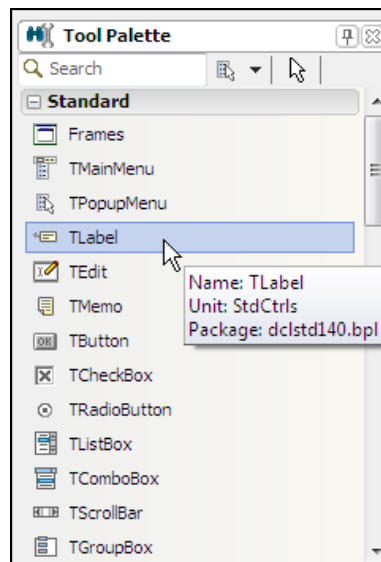 Tool Palette
Search
Standard
Frames
TMainMenu
TPopupMenu
TLabel
TEdit
Name: TLabel
Unit: StdCtrls
TMemo
Package: dclstd140.bpl
OK TButton
TCheckBox
TRadioButton
TListBox
TComboBox
TScrollBar
TGroupBox